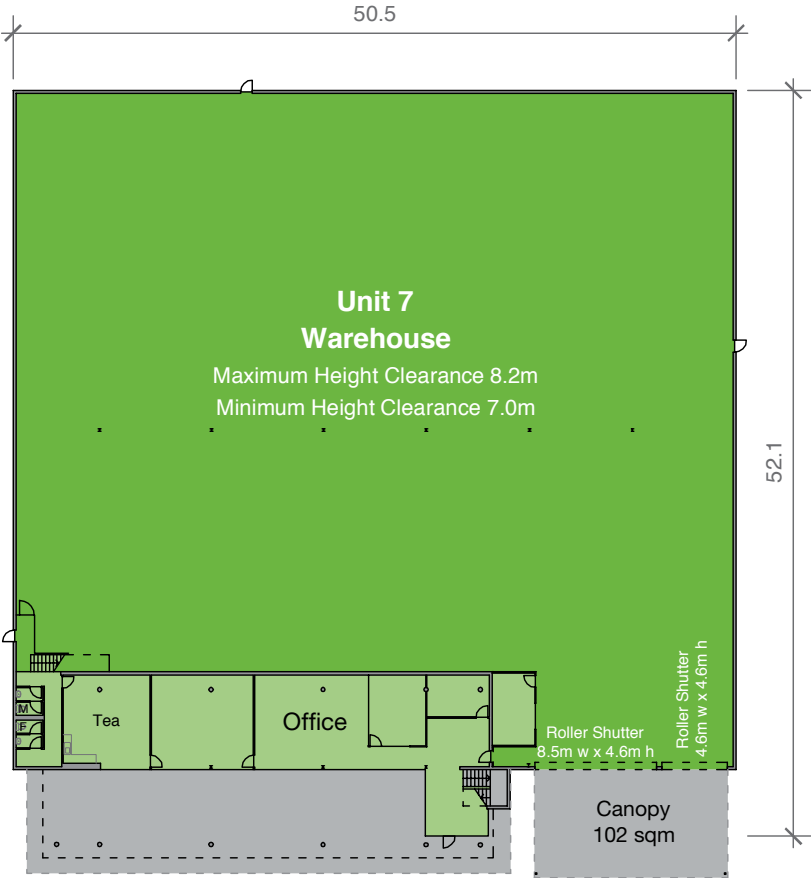 50.5
Unit 7
Warehouse
Maximum Height Clearance 8.2m
Minimum Height Clearance 7.0m
52.1
M
F
Tea
Office
Roller Shutter
8.5m w x 4.6m h
Roller Shutter
4.6m w x 4.6m h
Canopy
102 sqm